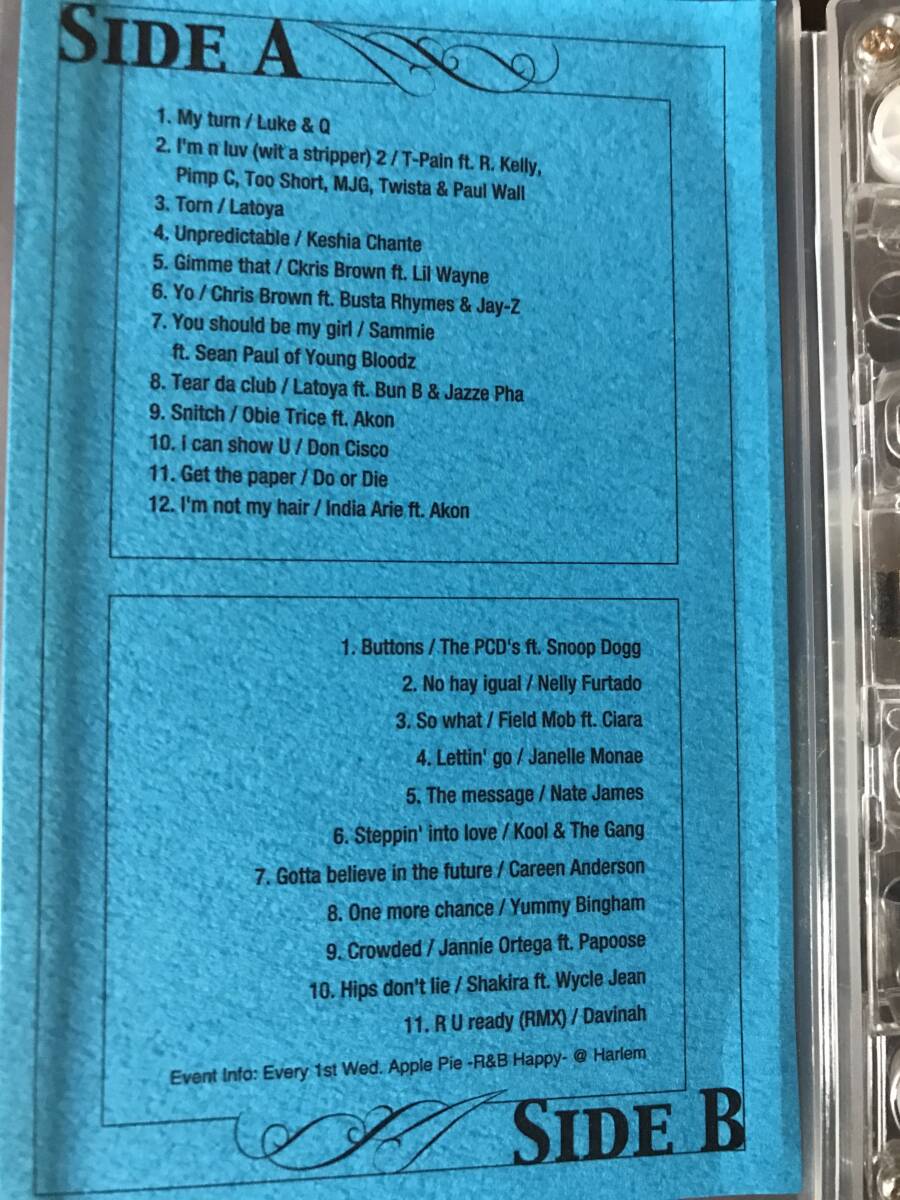 SIDE A
1. My turn / Luke & Q
2. I'm n luv (wit a stripper) 2 / T-Pain ft. R. Kelly,
Pimp C, Too Short, MJG, Twista & Paul Wall
3. Torn / Latoya
4. Unpredictable / Keshia Chante
5. Gimme that / Ckris Brown ft. Lil Wayne
6. Yo / Chris Brown ft. Busta Rhymes & Jay-Z
7. You should be my girl / Sammie
ft. Sean Paul of Young Bloodz
8. Tear da club / Latoya ft. Bun B & Jazze Pha
9. Snitch / Obie Trice ft. Akon
10. I can show U / Don Cisco
11. Get the paper / Do or Die
12. I'm not my hair / India Arie ft. Akon
1. Buttons / The PCD's ft. Snoop Dogg
2. No hay igual / Nelly Furtado
3. So what / Field Mob ft. Ciara
4. Lettin' go / Janelle Monae
5. The message / Nate James
6. Steppin' into love / Kool & The Gang
7. Gotta believe in the future / Careen Anderson
8. One more chance / Yummy Bingham
9. Crowded / Jannie Ortega ft. Papoose
10. Hips don't lie / Shakira ft. Wycle Jean
11. R U ready (RMX) / Davinah
Event Info: Every 1st Wed. Apple Pie -R&B Happy- @ Harlem
SIDE B